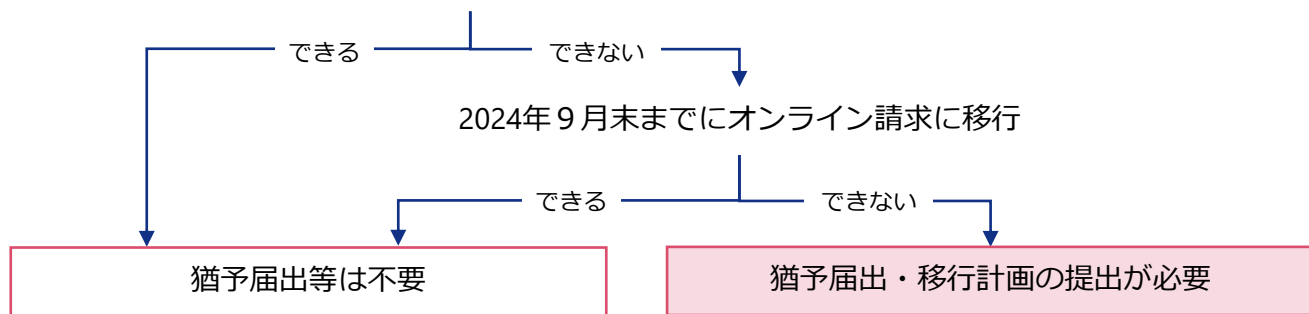 できる
できない
2024年９月末までにオンライン請求に移行
できる
できない
猶予届出等は不要
猶予届出・移行計画の提出が必要